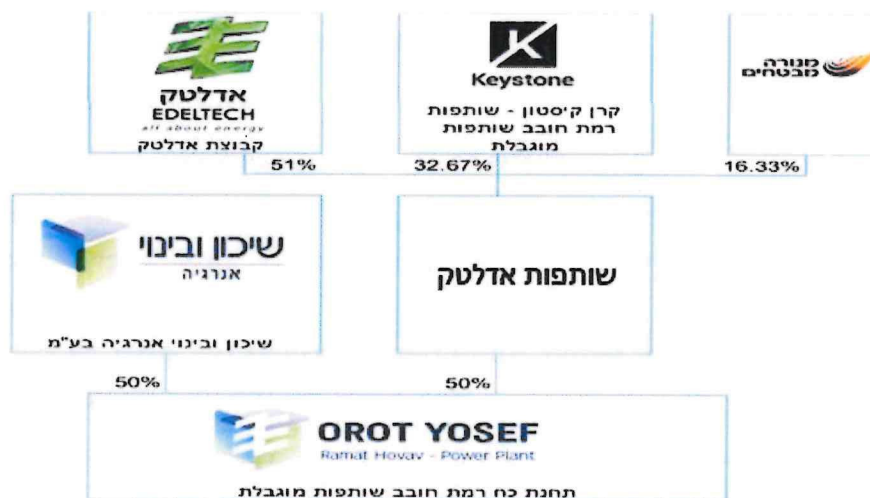 אדלטק
EDELTECH
all about energy
קבוצת אדלטק
Keystone
קרן קיסטון - שותפות
רמת חובב שותפות
מוגבלת
מנורה
מבטחים
51%
32.67%
16.33%
שיכון ובינוי
אנרגיה
שיכון ובינוי אנרגיה בע"מ
שותפות אדלטק
50%
50%
OROT YOSEF
Ramat Hovav - Power Plant
תחנת כח רמת חובב שותפות מוגבלת